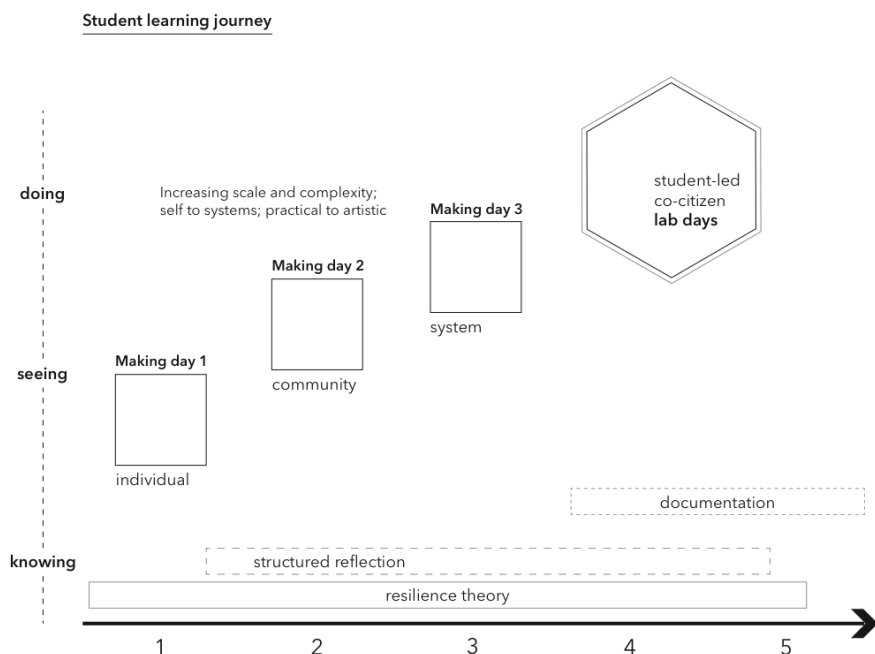 Student learning journey
doing
Increasing scale and complexity;
self to systems; practical to artistic
student-led
co-citizen
lab days
Making day 3
system
Making day 2
community
seeing
Making day 1
individual
documentation
knowing
structured reflection
resilience theory
1
2
3
4
5